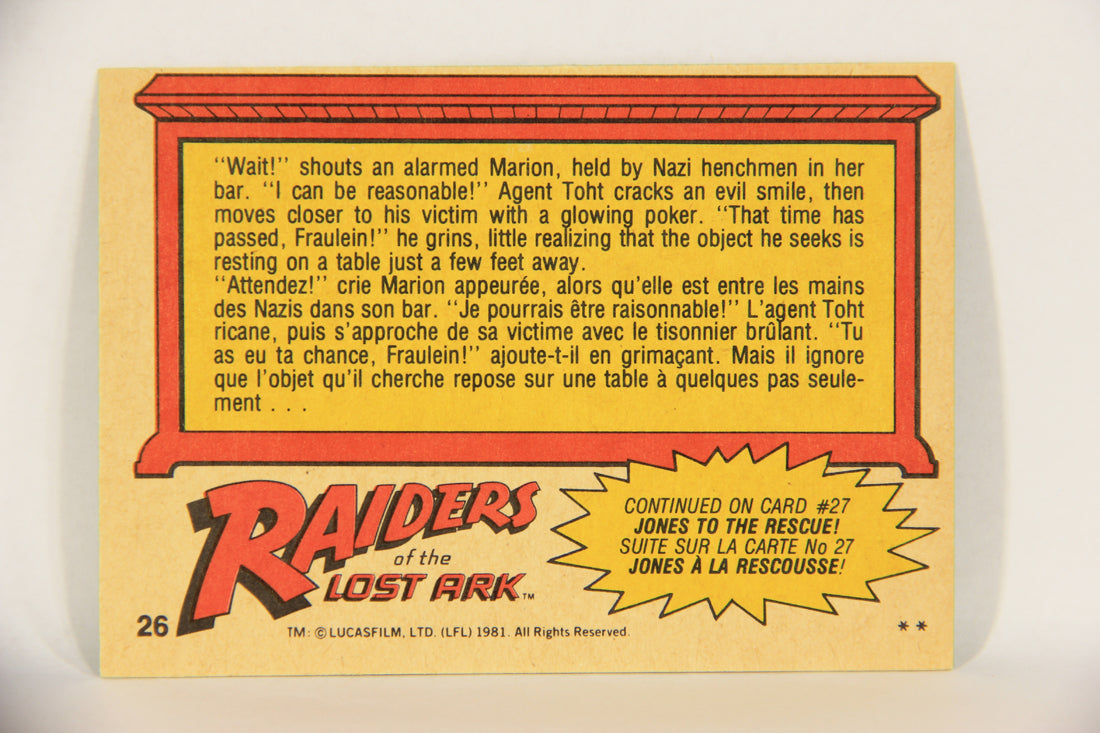 “Wait!” shouts an alarmed Marion, held by Nazi henchmen in her
bar. “I can be reasonable!” Agent Toht cracks an evil smile, then
moves closer to his victim with a glowing poker. “That time has
passed, Fraulein!” he grins, little realizing that the object he seeks is
resting on a table just a few feet away.
“Attendez!” crie Marion appeurée, alors qu’elle est entre les mains
des Nazis dans son bar. “Je pourrais être raisonnable!” L’agent Toht
ricane, puis s’approche de sa victime avec le tisonnier brûlant. “Tu
as eu ta chance, Fraulein!” ajoute-t-il en grimaçant. Mais il ignore
que l’objet qu’il cherche repose sur une table à quelques pas seule-
ment . . .
RAIDERS
of the
LOST ARK™
CONTINUED ON CARD #27
JONES TO THE RESCUE!
SUITE SUR LA CARTE No 27
JONES À LA RESCOUSSE!
26
TM: © LUCASFILM, LTD. (LFL) 1981. All Rights Reserved.
* *